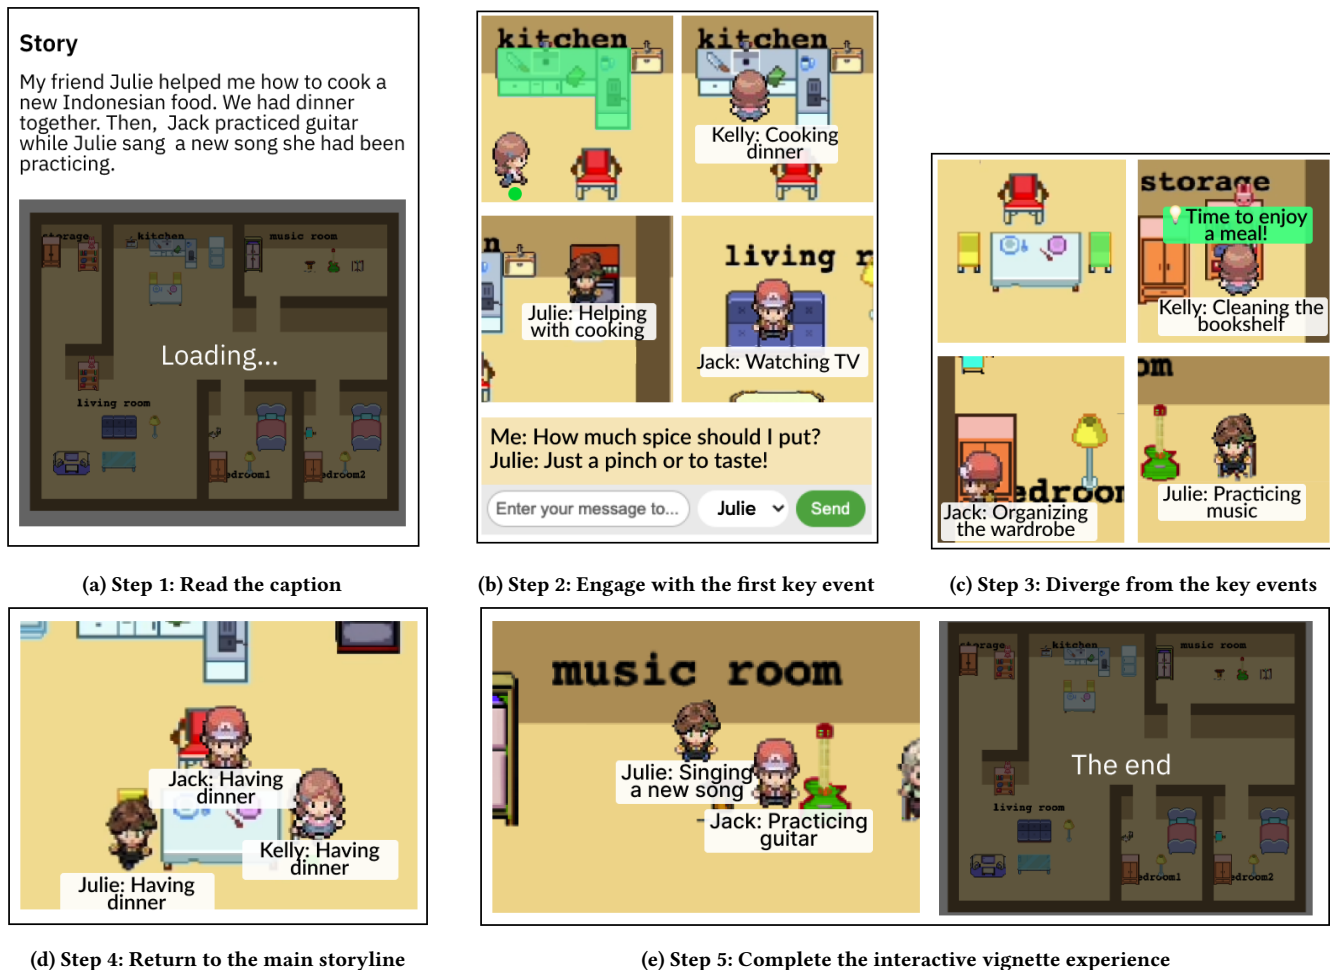 Story
My friend Julie helped me how to cook a
new Indonesian food. We had dinner
together. Then, Jack practiced guitar
while Julie sang a new song she had been
practicing.
storage
kitchen
music room
Loading...
living room
edroom1
edroom2
(a) Step 1: Read the caption
kitchen
kitchen
Kelly: Cooking
dinner
n
Julie: Helping
with cooking
living r
Jack: Watching TV
Me: How much spice should I put?
Julie: Just a pinch or to taste!
Enter your message to...
Julie
Send
(b) Step 2: Engage with the first key event
storage
Time to enjoy
a meal!
Kelly: Cleaning the
bookshelf
edroom
Jack: Organizing
the wardrobe
om
Julie: Practicing
music
(c) Step 3: Diverge from the key events
Jack: Having
dinner
Kelly: Having
dinner
Julie: Having
dinner
(d) Step 4: Return to the main storyline
music room
Julie: Singing
a new song
Jack: Practicing
guitar
storage
kitchen
music room
The end
living room
edroom1
edroom2
(e) Step 5: Complete the interactive vignette experience